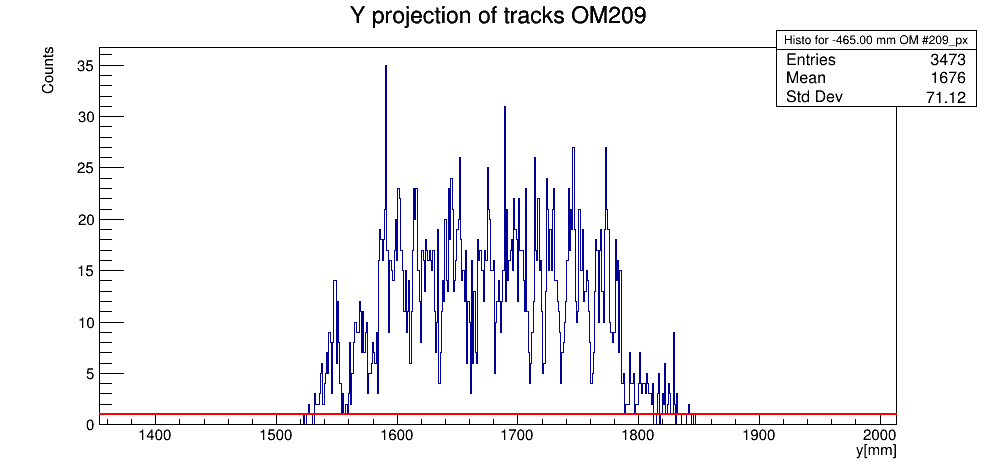 Y projection of tracks OM209
Histo for -465.00 mm OM #209_px
Entries 3473
Mean 1676
Std Dev 71.12
Counts
35
30
25
20
15
10
5
0
1400 1500 1600 1700 1800 1900 2000
y[mm]